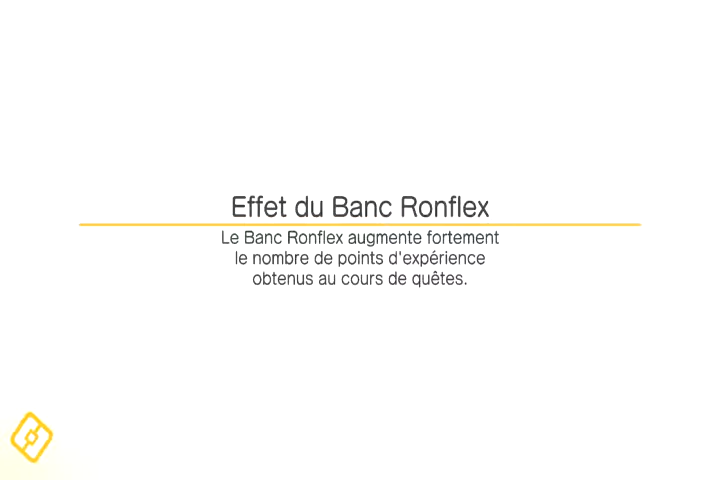 Effet du Banc Ronflex
Le Banc Ronflex augmente fortement
le nombre de points d'expérience
obtenus au cours de quêtes.